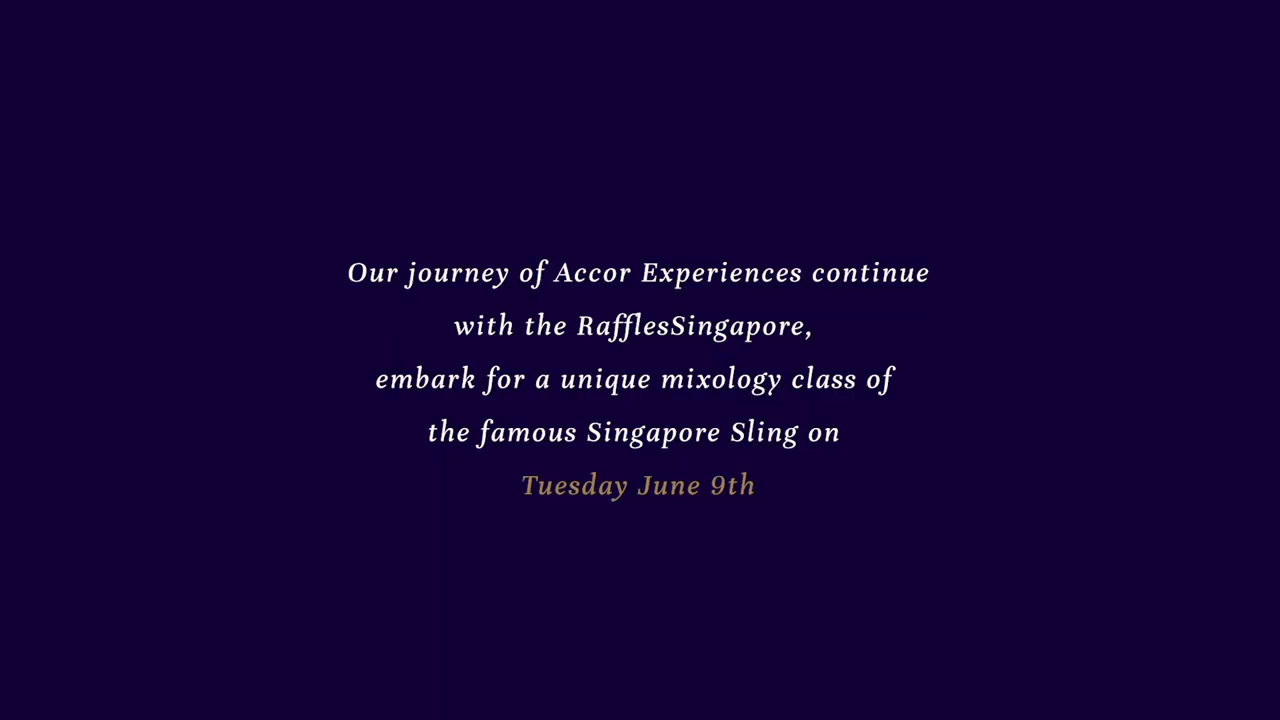 Our journey of Accor Experiences continue
with the RafflesSingapore,
embark for a unique mixology class of
the famous Singapore Sling on
Tuesday June 9th